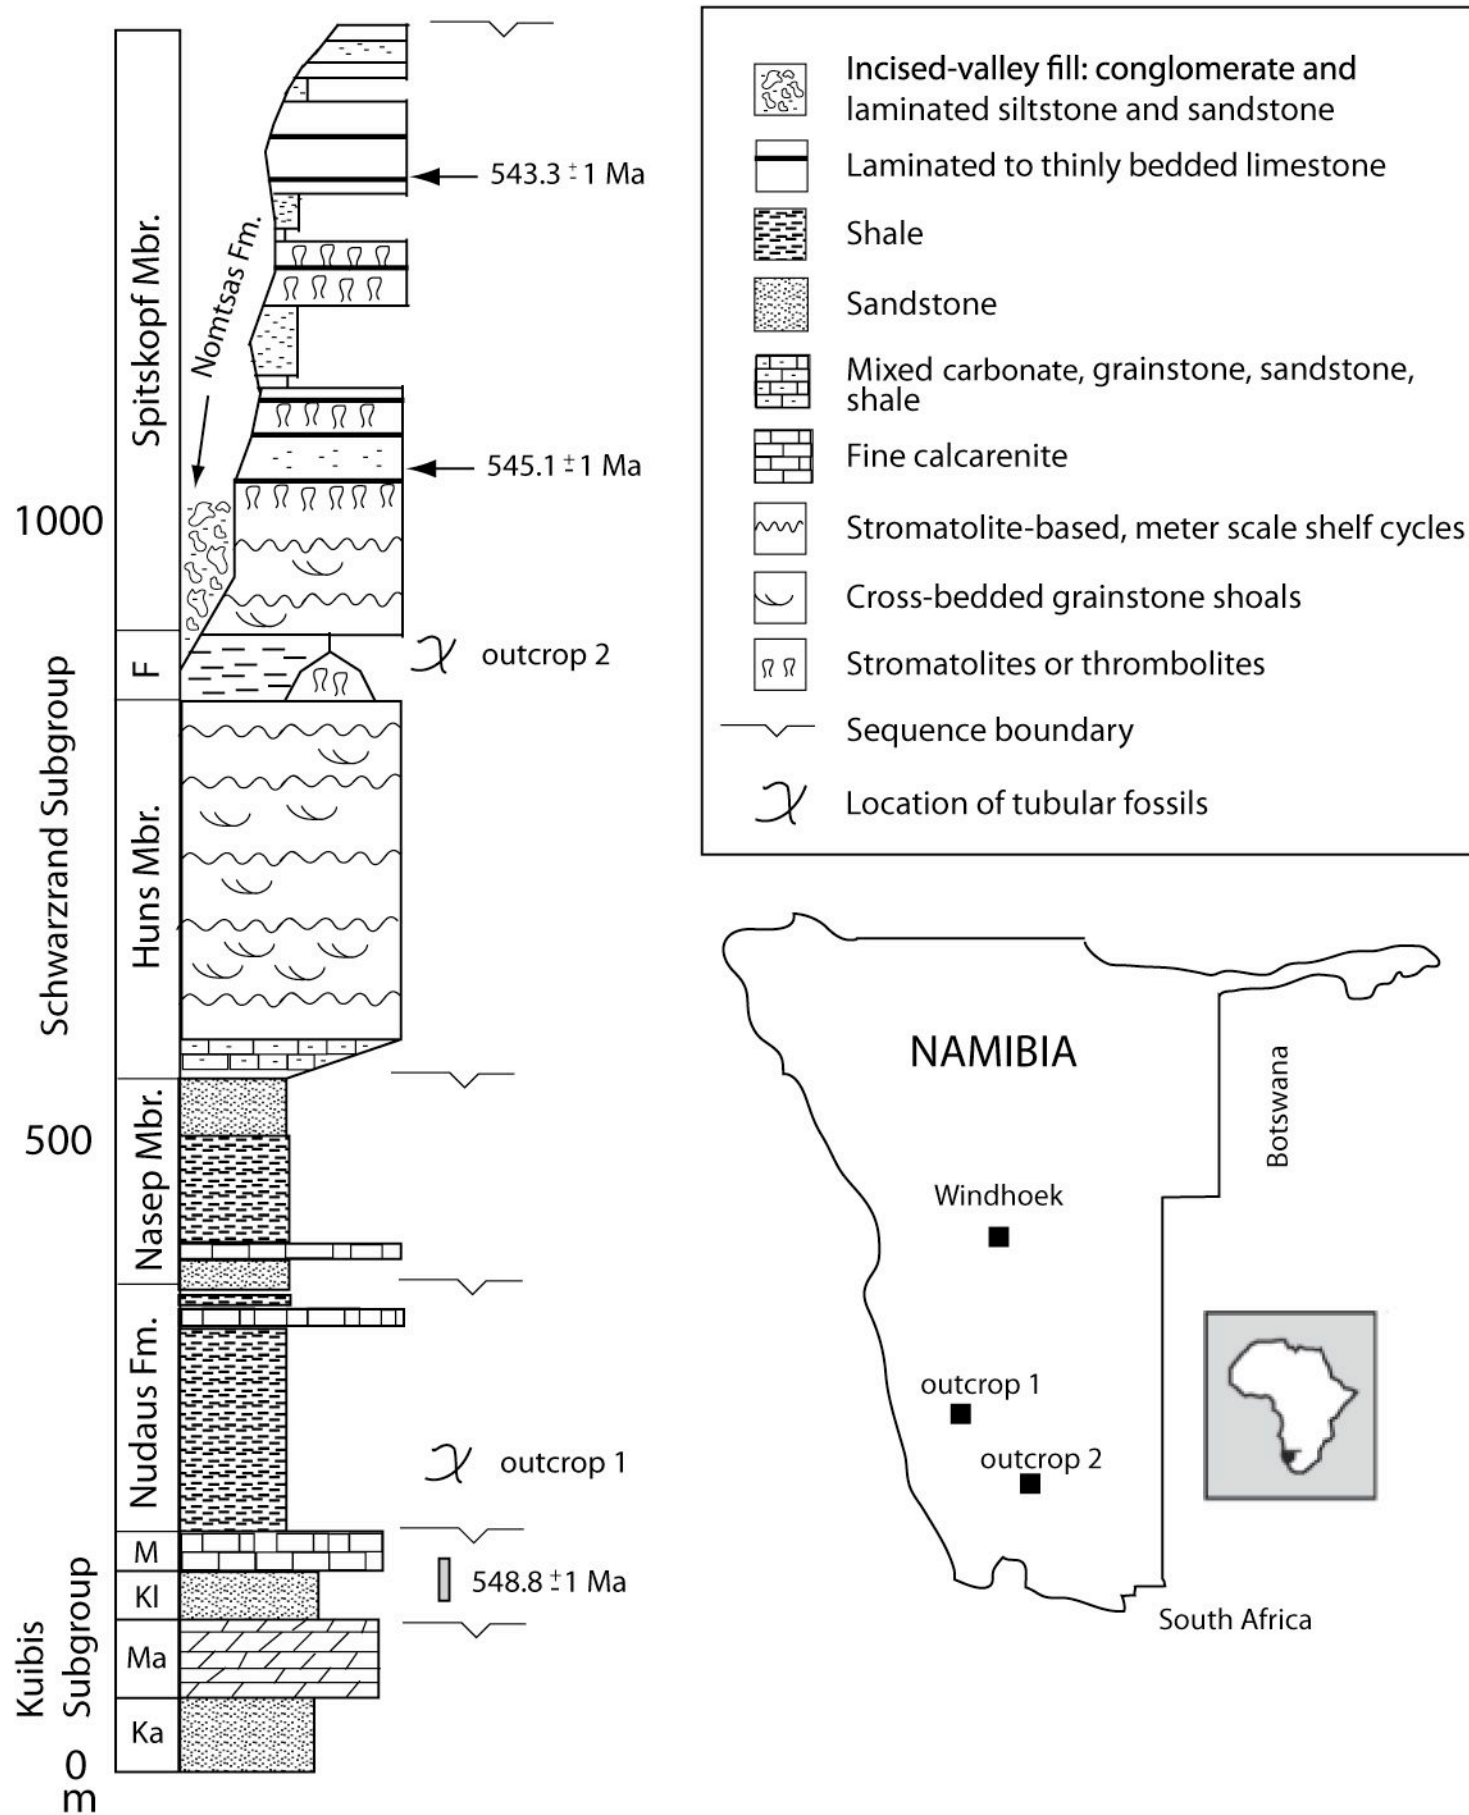 Spitskopf Mbr.
Nomtsas Fm.
543.3 ± 1 Ma
545.1 ± 1 Ma
1000
F
outcrop 2
Schwarzrand Subgroup
Huns Mbr.
Nasep Mbr.
500
Nudaus Fm.
outcrop 1
M
548.8 ± 1 Ma
Kl
Kuibis
Subgroup
Ma
Ka
0
m
Incised-valley fill: conglomerate and
laminated siltstone and sandstone
Laminated to thinly bedded limestone
Shale
Sandstone
Mixed carbonate, grainstone, sandstone,
shale
Fine calcarenite
Stromatolite-based, meter scale shelf cycles
Cross-bedded grainstone shoals
Stromatolites or thrombolites
Sequence boundary
Location of tubular fossils
NAMIBIA
Botswana
Windhoek
outcrop 1
outcrop 2
South Africa